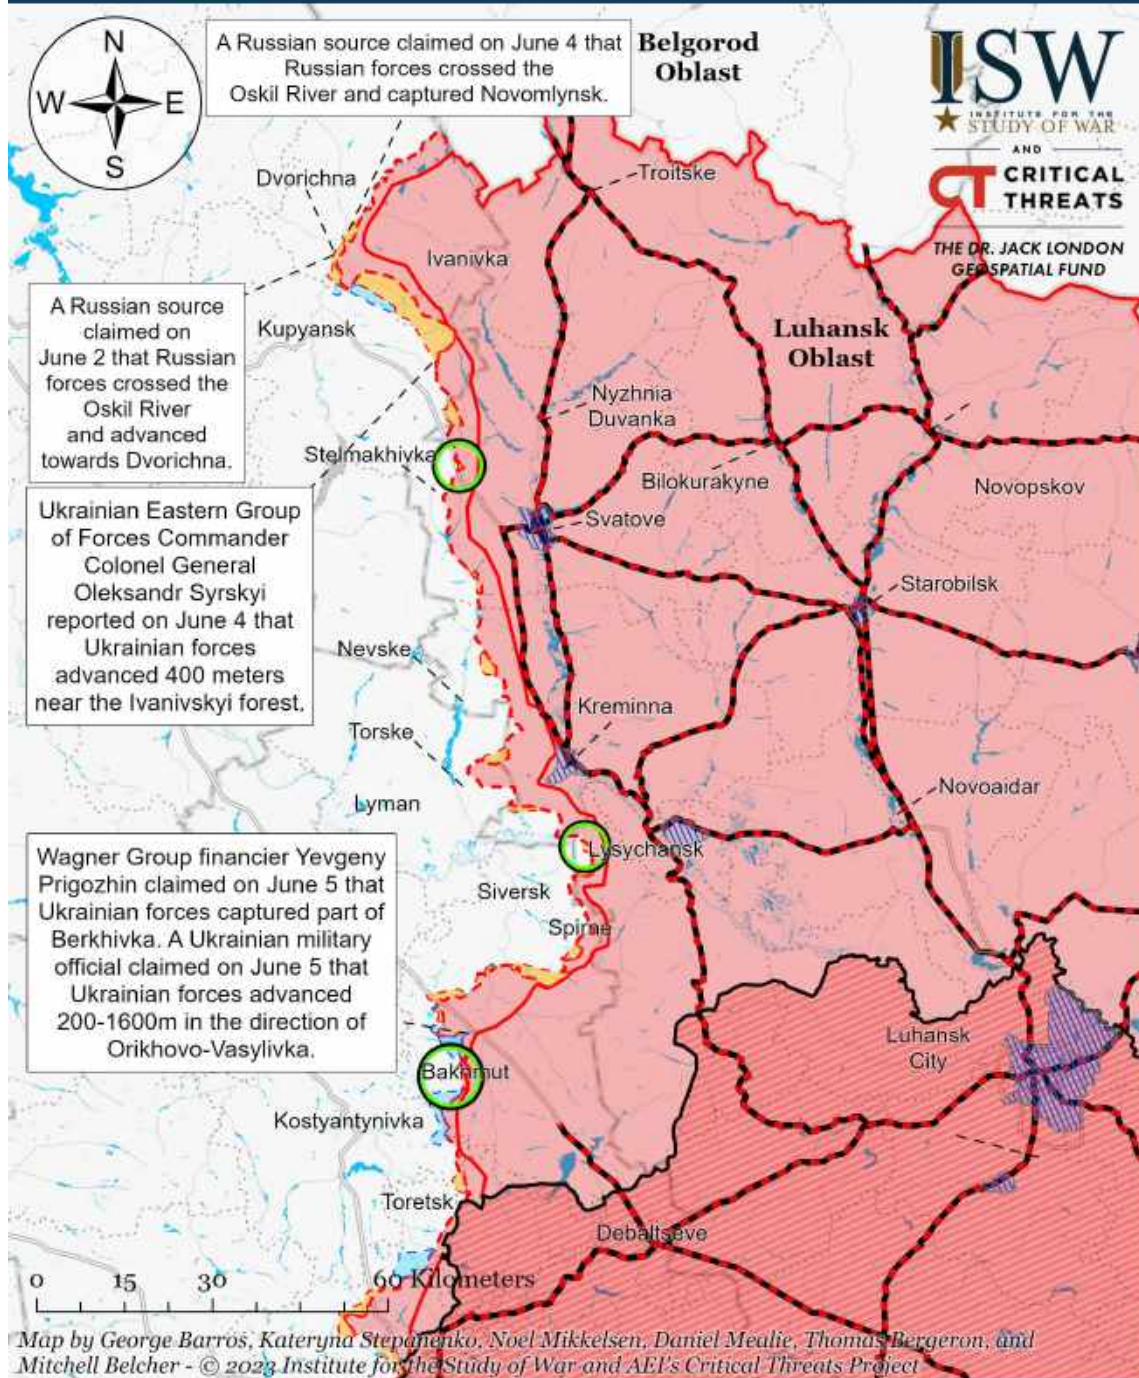 N
W
E
S
A Russian source claimed on June 4 that
Russian forces crossed the
Oskil River and captured Novomlynsk.
Belgorod
Oblast
ISW
INSTITUTE FOR THE
STUDY OF WAR
AND
CT CRITICAL
THREATS
THE DR. JACK LONDON
GEOSPATIAL FUND
Dvorichna
Troitske
Ivanivka
A Russian source
claimed on
June 2 that Russian
forces crossed the
Oskil River
and advanced
towards Dvorichna.
Kupyansk
Luhansk
Oblast
Nyzhnia
Duvanka
Stelmakhivka
Bilokurakyne
Novopskov
Svatove
Ukrainian Eastern Group
of Forces Commander
Colonel General
Oleksandr Syrskyi
reported on June 4 that
Ukrainian forces
advanced 400 meters
near the Ivanivskyi forest.
Starobilsk
Nevske
Kreminna
Torske
Novoaidar
Lyman
Lysychansk
Wagner Group financier Yevgeny
Prigozhin claimed on June 5 that
Ukrainian forces captured part of
Berkhivka. A Ukrainian military
official claimed on June 5 that
Ukrainian forces advanced
200-1600m in the direction of
Orikhovo-Vasylivka.
Siversk
Spirne
Luhansk
City
Bakhmut
Kostyantynivka
Toretsk
Debaltseve
0 15 30 60 Kilometers
Map by George Barros, Kateryna Stepanenko, Noel Mikkelsen, Daniel Mealie, Thomas Bergeron, and
Mitchell Belcher - © 2023 Institute for the Study of War and AEI's Critical Threats Project